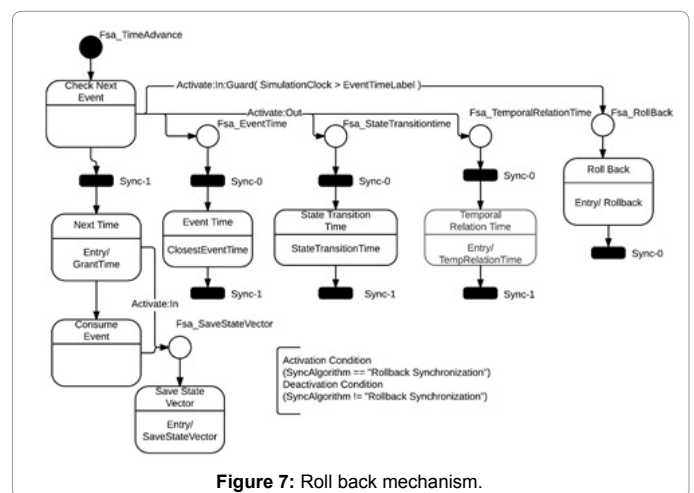 Fsa_TimeAdvance
Check Next
Event
Activate:In:Guard( SimulationClock > EventTimeLabel )
Activate:Out
Fsa_EventTime
Fsa_StateTransitiontime
Fsa_TemporalRelationTime
Fsa_RollBack
Sync-1
Sync-0
Sync-0
Sync-0
Roll Back
Entry/ Rollback
Sync-0
Next Time
Entry/
GrantTime
Event Time
ClosestEventTime
State Transition
Time
StateTransitionTime
Temporal
Relation Time
Entry/
TempRelationTime
Sync-1
Sync-1
Sync-1
Activate:In
Consume
Event
Fsa_SaveStateVector
Save State
Vector
Entry/
SaveStateVector
Activation Condition
(SyncAlgorithm == "Rollback Synchronization")
Deactivation Condition
(SyncAlgorithm != "Rollback Synchronization")
Figure 7: Roll back mechanism.